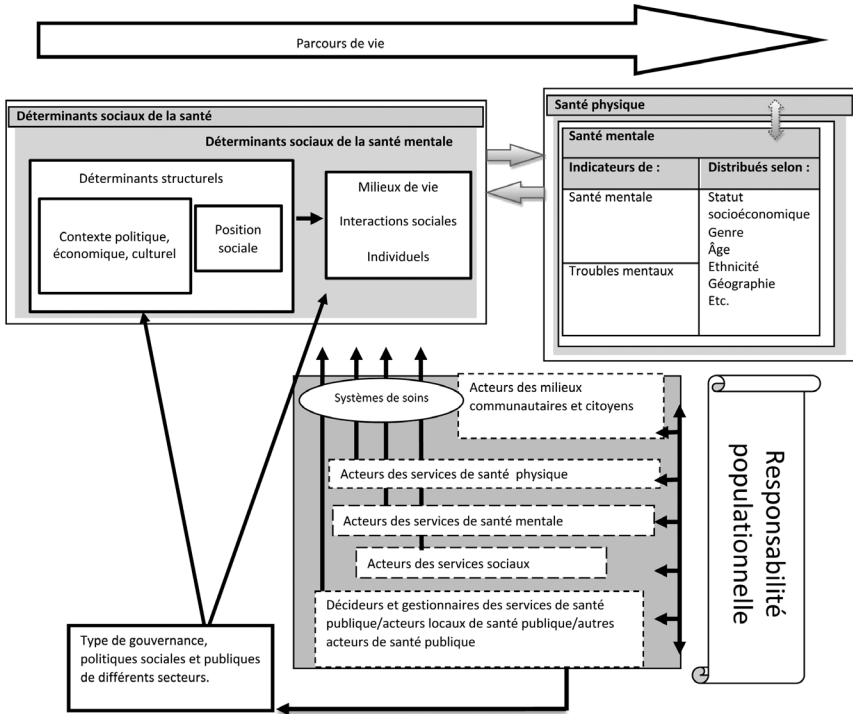 Parcours de vie
Déterminants sociaux de la santé
Déterminants sociaux de la santé mentale
Déterminants structurels
Contexte politique,
économique, culturel
Position
sociale
Milieux de vie
Interactions sociales
Individuels
Santé physique
Santé mentale
Indicateurs de :
Distribués selon :
Santé mentale
Troubles mentaux
Statut
socioéconomique
Genre
Âge
Ethnicité
Géographie
Etc.
Systèmes de soins
Acteurs des milieux
communautaires et citoyens
Acteurs des services de santé physique
Acteurs des services de santé mentale
Acteurs des services sociaux
Décideurs et gestionnaires des services de santé
publique/acteurs locaux de santé publique/autres
acteurs de santé publique
Responsabilité
populationnelle
Type de gouvernance,
politiques sociales et publiques
de différents secteurs.